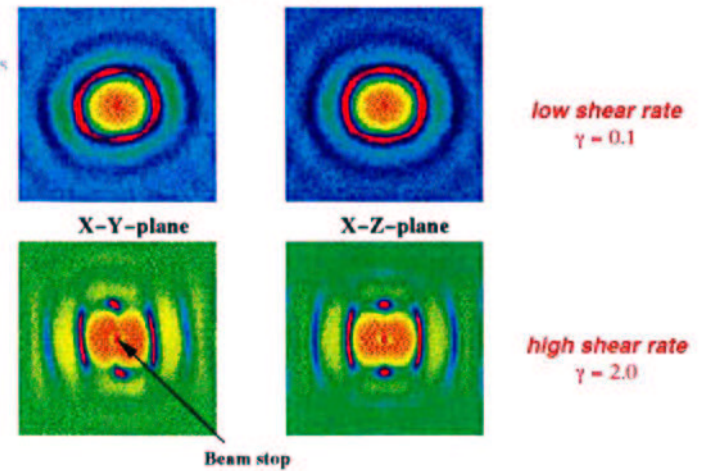 low shear rate
γ = 0.1
X-Y-plane
X-Z-plane
high shear rate
γ = 2.0
Beam stop